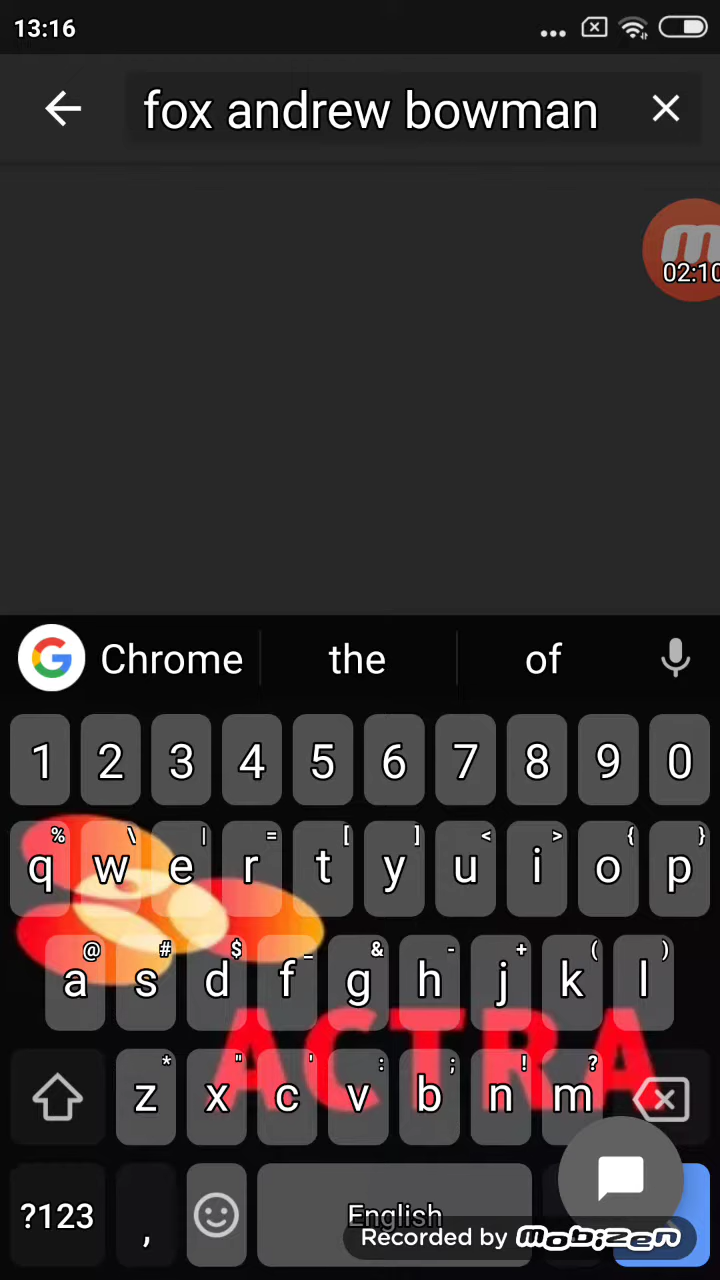 13:16
fox andrew bowman
02:10
Chrome the of
1 2 3 4 5 6 7 8 9 0
% \ | = [ ] < > { }
q w e r t y u i o p
@ # $ _ & - + ( )
a s d f g h j k l
ACTRA
* " ' : ; ! ?
z x c v b n m
?123 , English
Recorded by mobizen